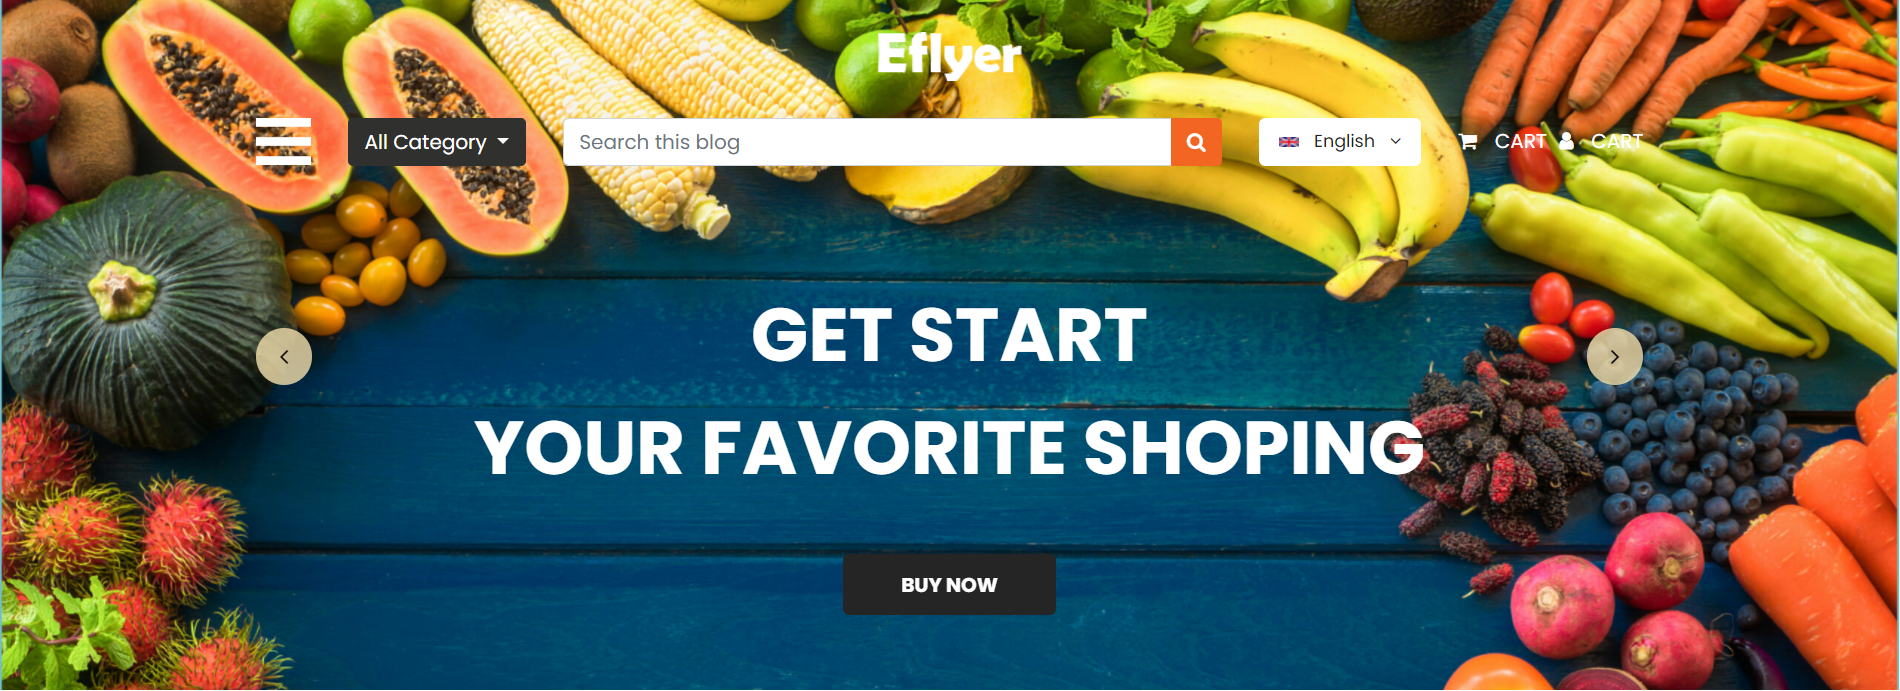 Eflyer
All Category
Search this blog
English
CART
CART
GET START
YOUR FAVORITE SHOPING
BUY NOW